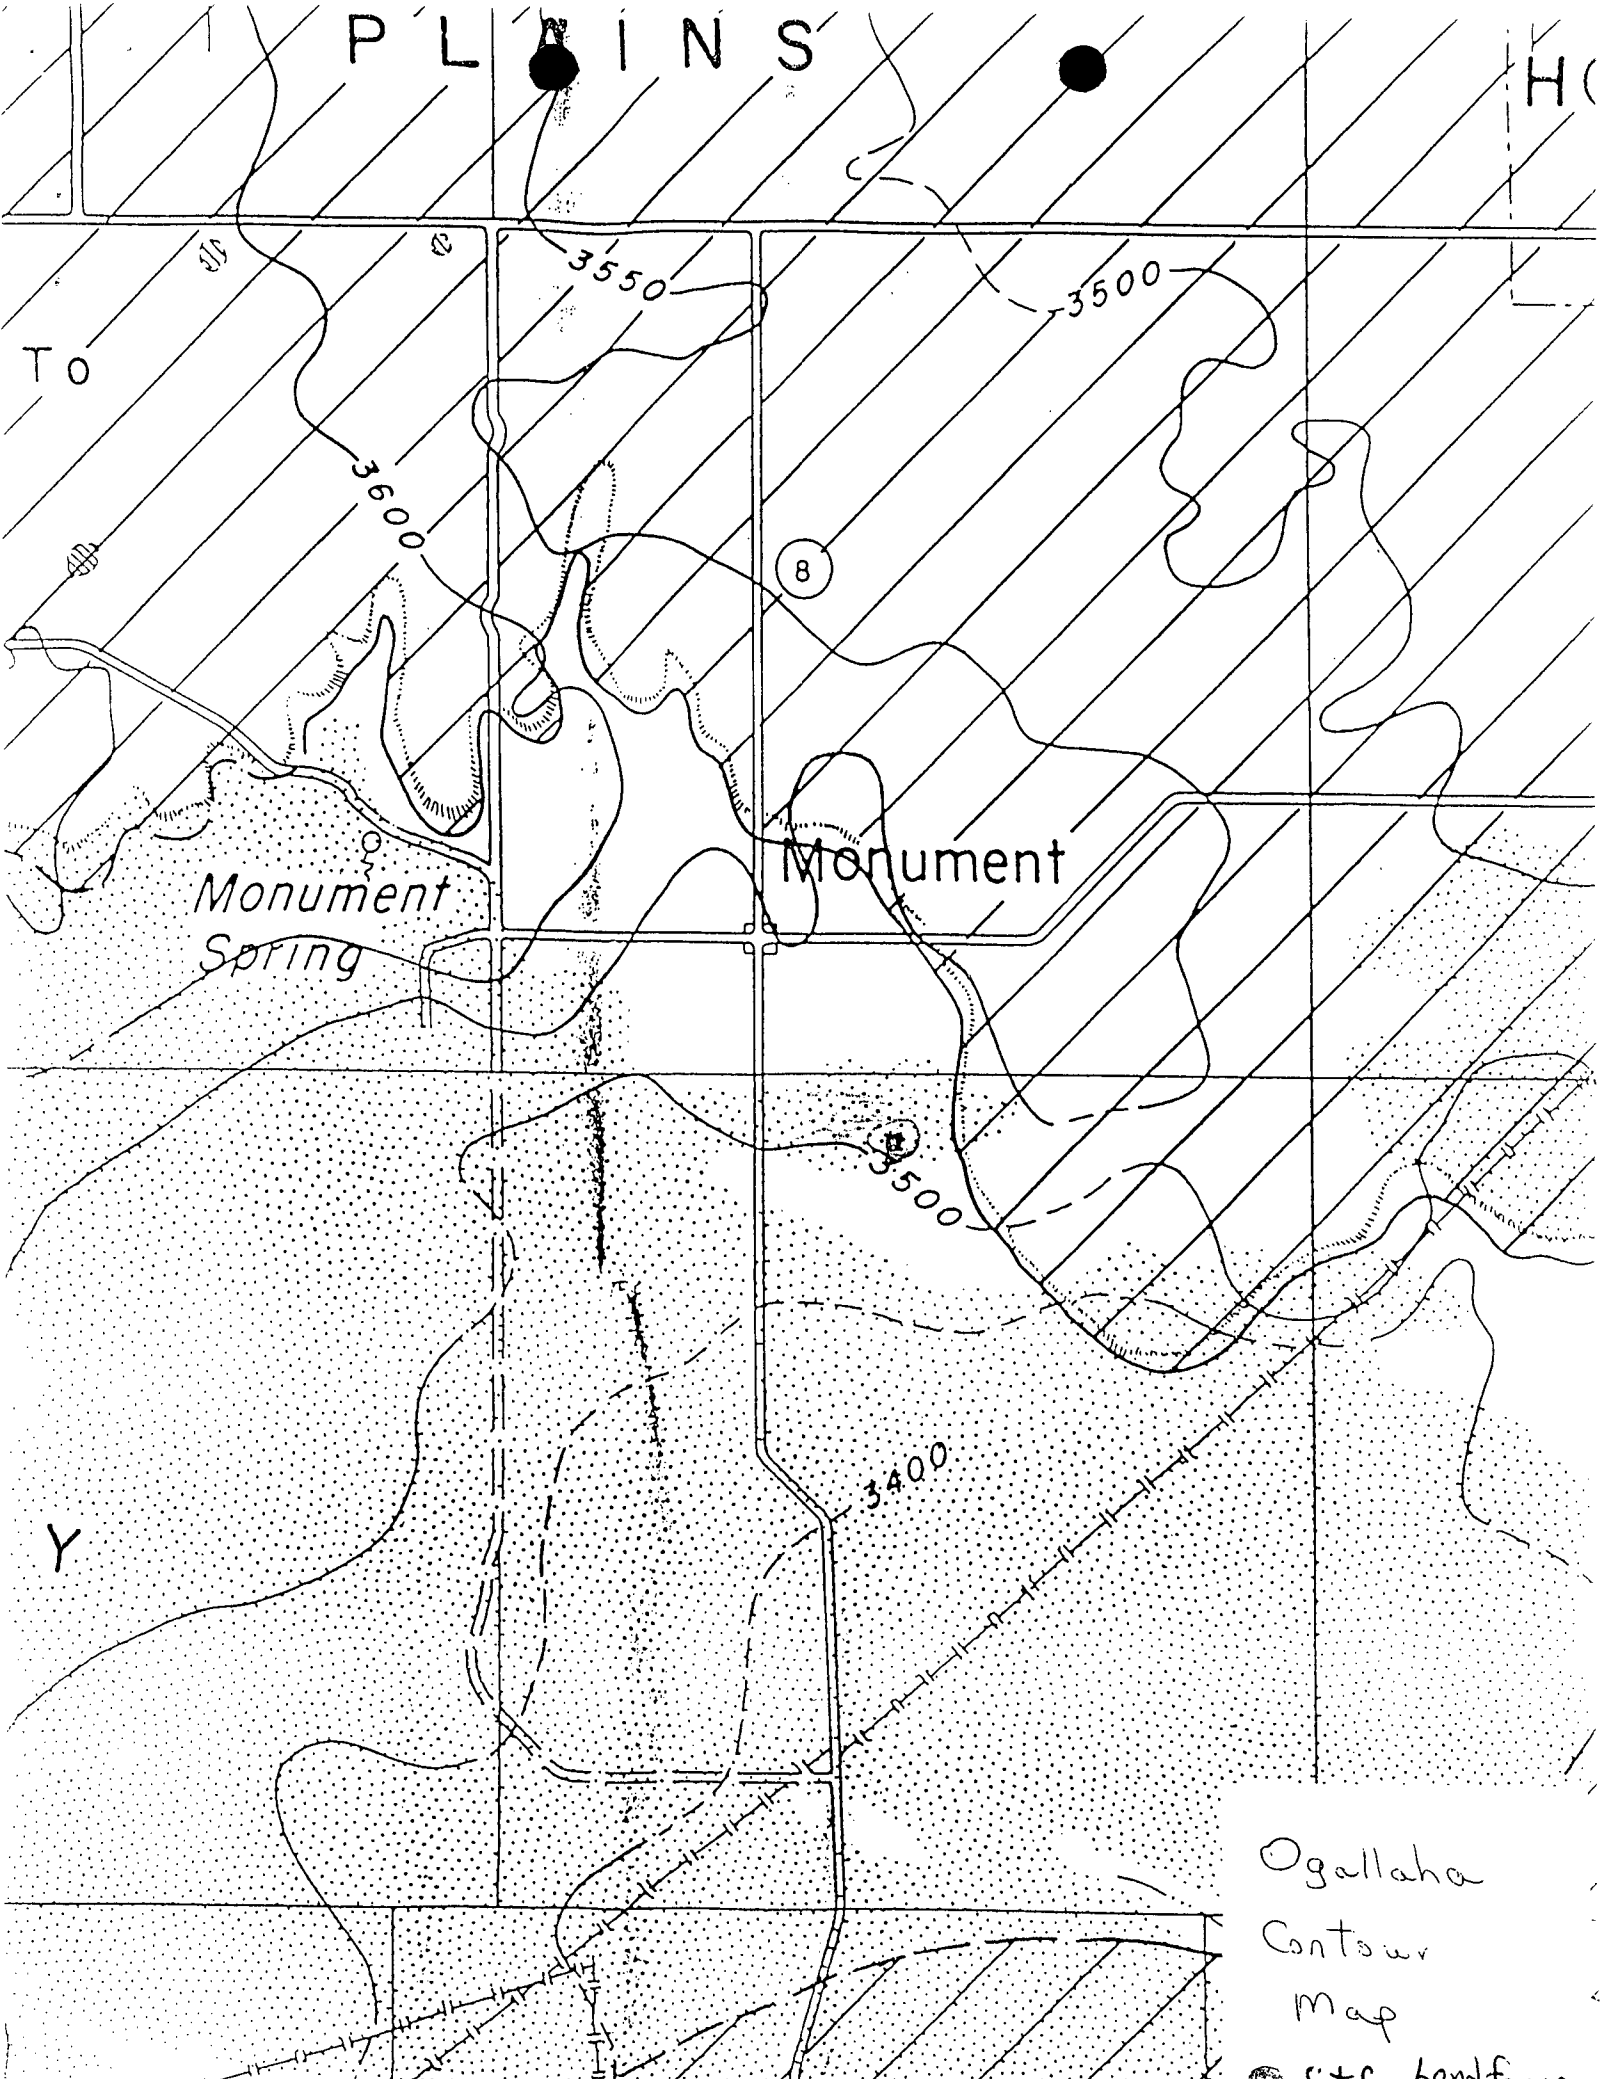 PLAINS
3550
3500
To
3600
8
Monument
Monument
Spring
3500
3400
Y
Ogallaha
Contour
Map